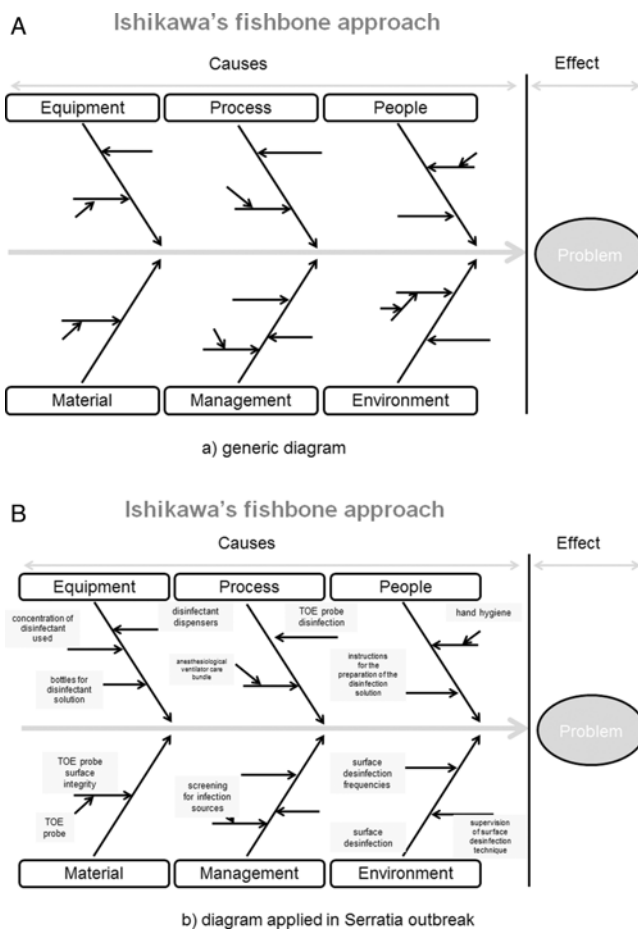 A
Ishikawa's fishbone approach
Causes
Effect
Equipment
Process
People
Problem
Material
Management
Environment
a) generic diagram
B
Ishikawa's fishbone approach
Causes
Effect
Equipment
Process
People
concentration of
disinfectant
used
disinfectant
dispensers
TOE probe
disinfection
hand hygiene
bottles for
disinfectant
solution
anesthesiological
ventilator care
bundle
instructions
for the
preparation of the
disinfection
solution
Problem
TOE probe
surface
integrity
TOE
probe
screening
for infection
sources
surface
desinfection
frequencies
surface
desinfection
supervision
of surface
desinfection
technique
Material
Management
Environment
b) diagram applied in Serratia outbreak